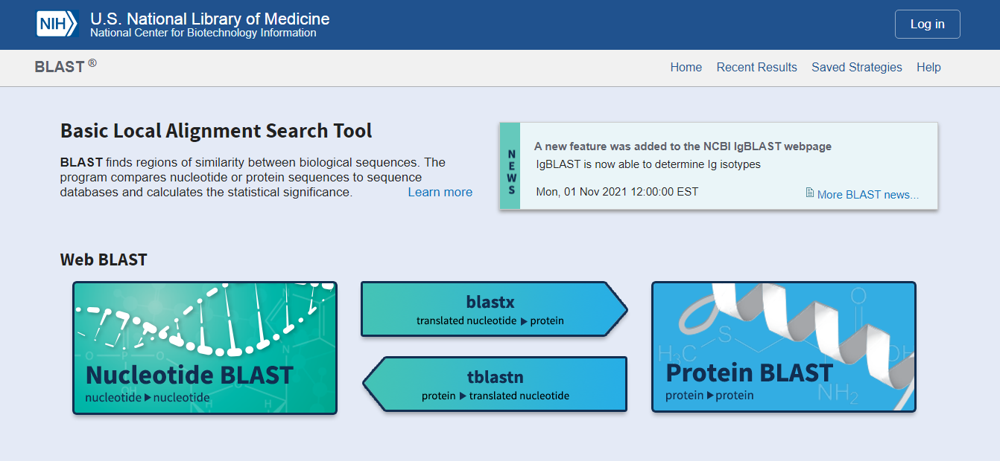 NIH
U.S. National Library of Medicine
National Center for Biotechnology Information
Log in
BLAST ®
Home Recent Results Saved Strategies Help
Basic Local Alignment Search Tool
BLAST finds regions of similarity between biological sequences. The
program compares nucleotide or protein sequences to sequence
databases and calculates the statistical significance. Learn more
NEWS
A new feature was added to the NCBI IgBLAST webpage
IgBLAST is now able to determine Ig isotypes
Mon, 01 Nov 2021 12:00:00 EST
More BLAST news...
Web BLAST
Nucleotide BLAST
nucleotide ▶ nucleotide
O
P
O
OH
N
H
blastx
translated nucleotide ▶ protein
tblastn
protein ▶ translated nucleotide
O
S
H3C
OH
Protein BLAST
NH2
protein ▶ protein